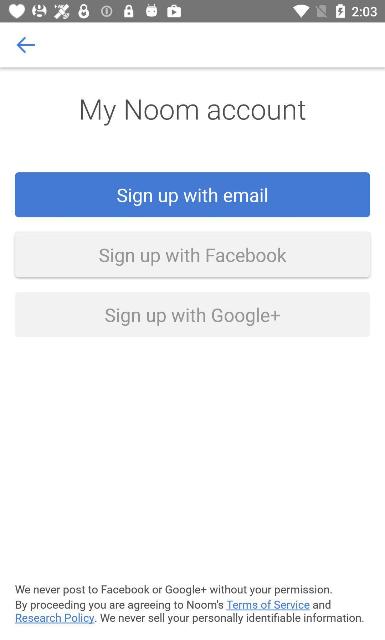 2:03
My Noom account
Sign up with email
Sign up with Facebook
Sign up with Google+
We never post to Facebook or Google+ without your permission.
By proceeding you are agreeing to Noom's Terms of Service and
Research Policy. We never sell your personally identifiable information.